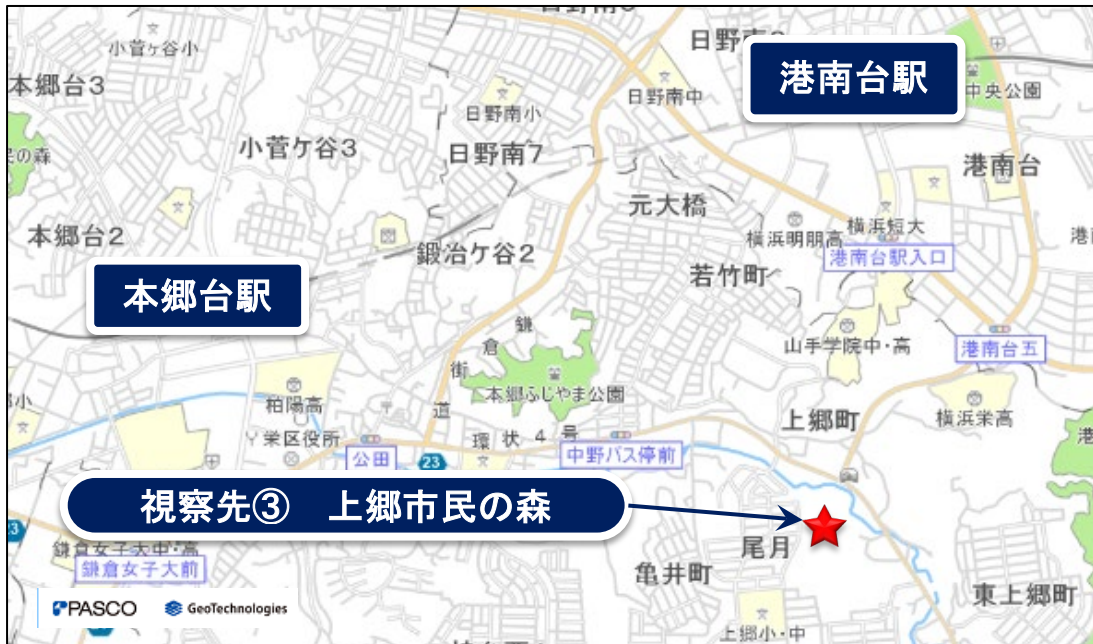 日野南
小菅ヶ谷小
日野南中
港南台駅
中央公園
本郷台3
日野南小
民の森
小菅ケ谷3
日野南7
港南台
元大橋
横浜短大
横浜明朋高
本郷台2
鍛冶ケ谷2
港南台駅入口
若竹町
本郷台駅
鎌倉街道
山手学院中・高
港南台五
本郷ふじやま公園
柏陽高
上郷町
横浜栄高
栄区役所
環状4号
公田
23
中野バス停前
視察先③ 上郷市民の森
尾月
鎌倉女子大中・高
鎌倉女子大前
亀井町
東上郷町
PASCO
GeoTechnologies
上郷小・中